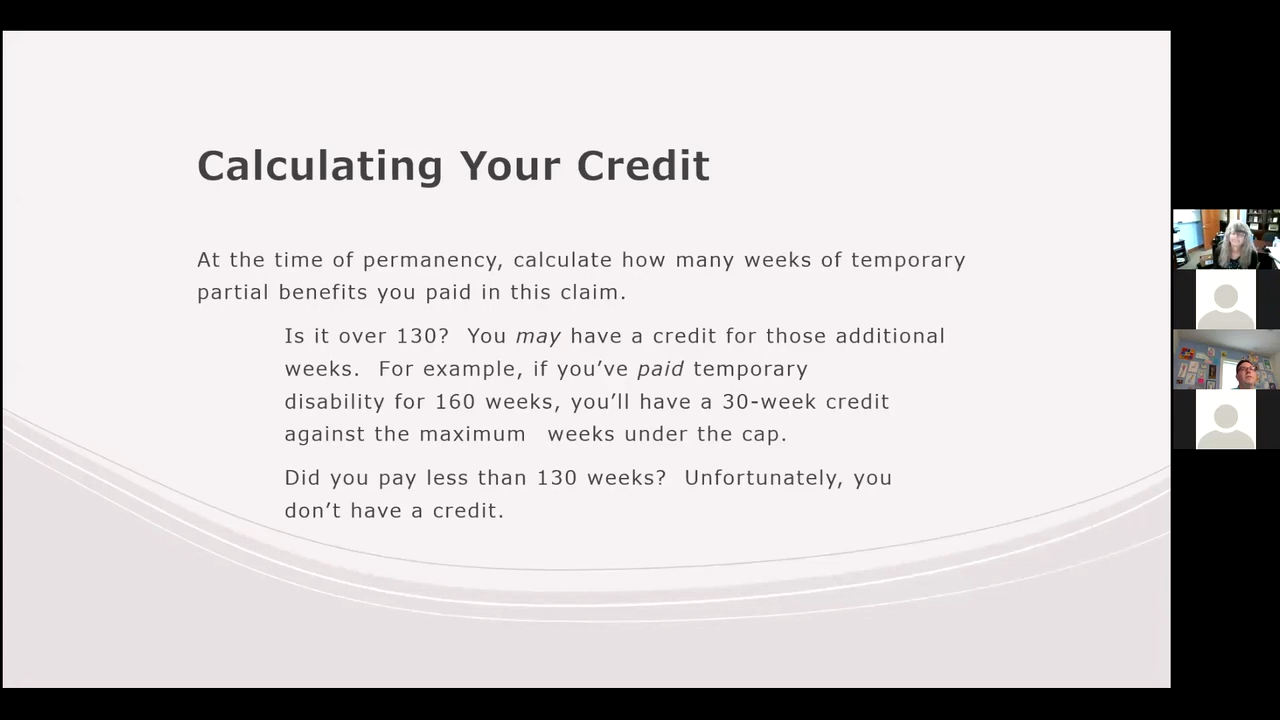 Calculating Your Credit
At the time of permanency, calculate how many weeks of temporary
partial benefits you paid in this claim.
Is it over 130?  You may have a credit for those additional
weeks.  For example, if you’ve paid temporary
disability for 160 weeks, you’ll have a 30-week credit
against the maximum   weeks under the cap.
Did you pay less than 130 weeks?  Unfortunately, you
don’t have a credit.